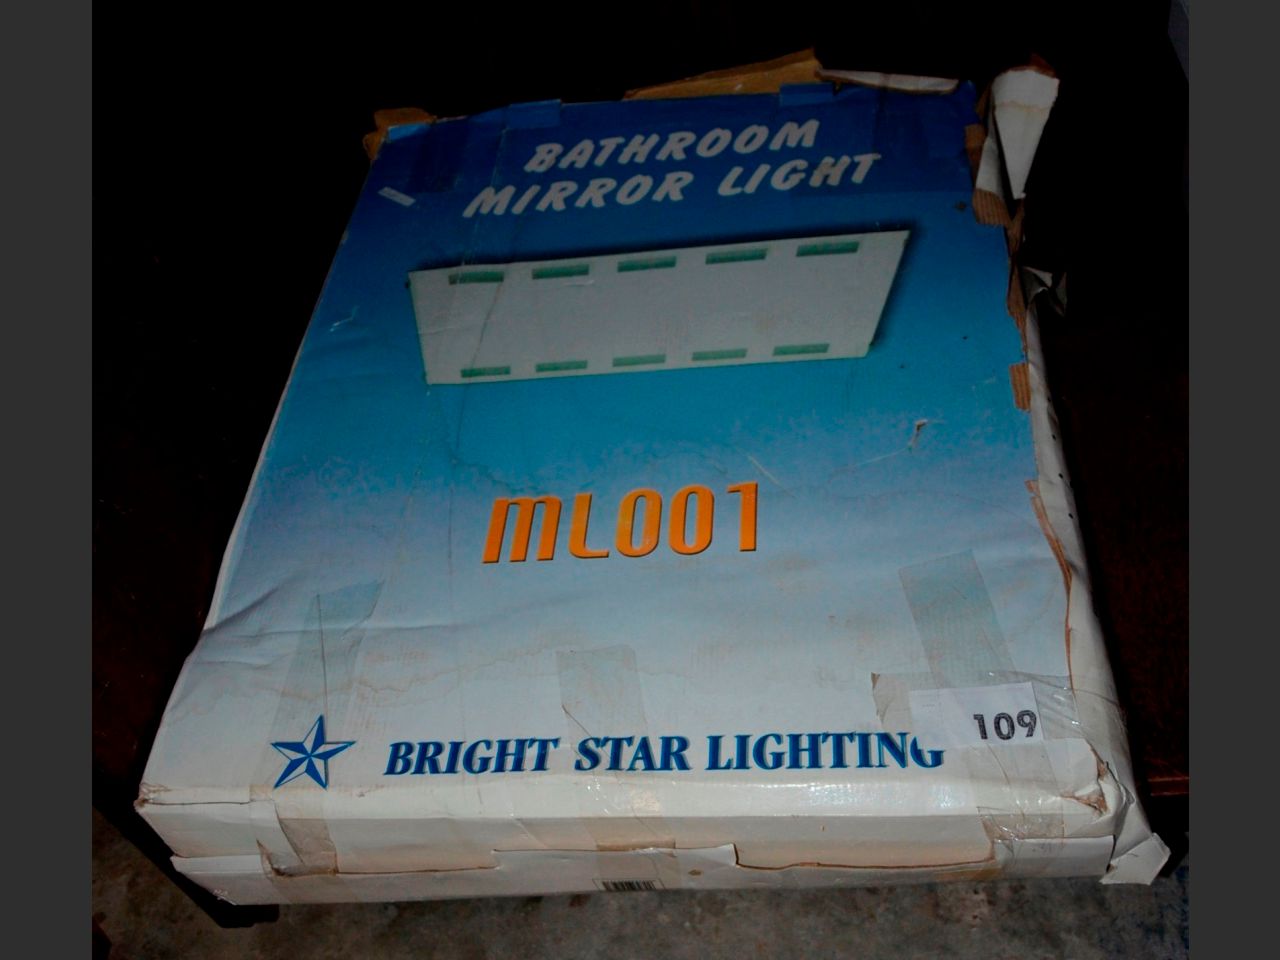 BATHROOM
MIRROR LIGHT
ML001
109
BRIGHT STAR LIGHTING